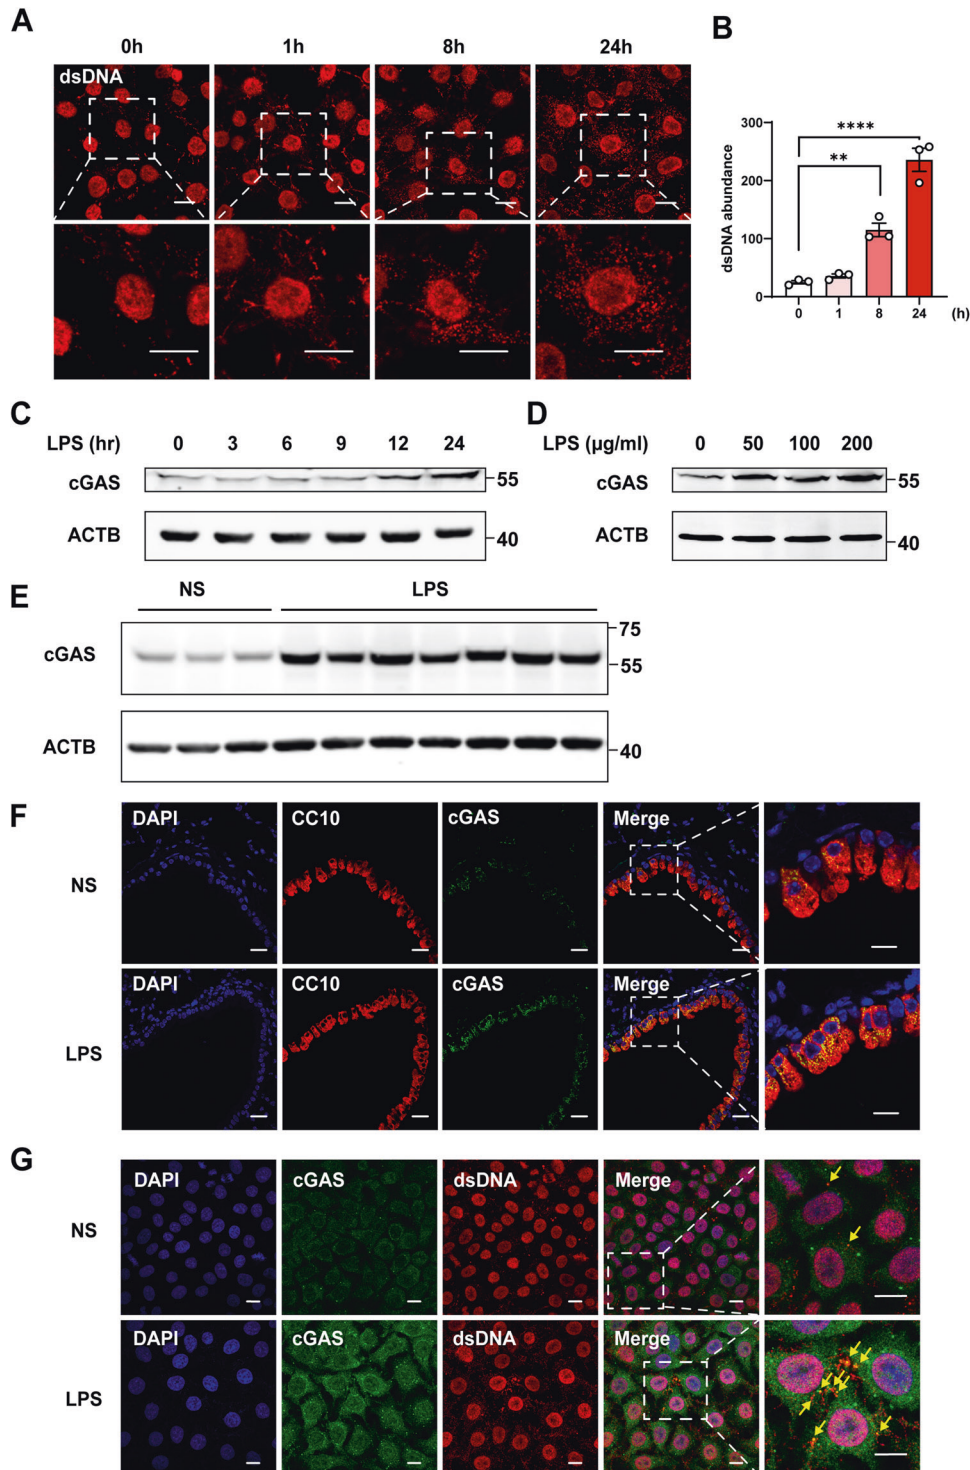 A
0h 1h 8h 24h
dsDNA
B
**** 
**
dsDNA abundance
300
200
100
0
0 1 8 24 (h)
C
LPS (hr) 0 3 6 9 12 24
cGAS 55
ACTB 40
D
LPS (μg/ml) 0 50 100 200
cGAS 55
ACTB 40
E
NS LPS
cGAS 75
55
ACTB 40
F
NS DAPI CC10 cGAS Merge
LPS DAPI CC10 cGAS Merge
G
NS DAPI cGAS dsDNA Merge
LPS DAPI cGAS dsDNA Merge